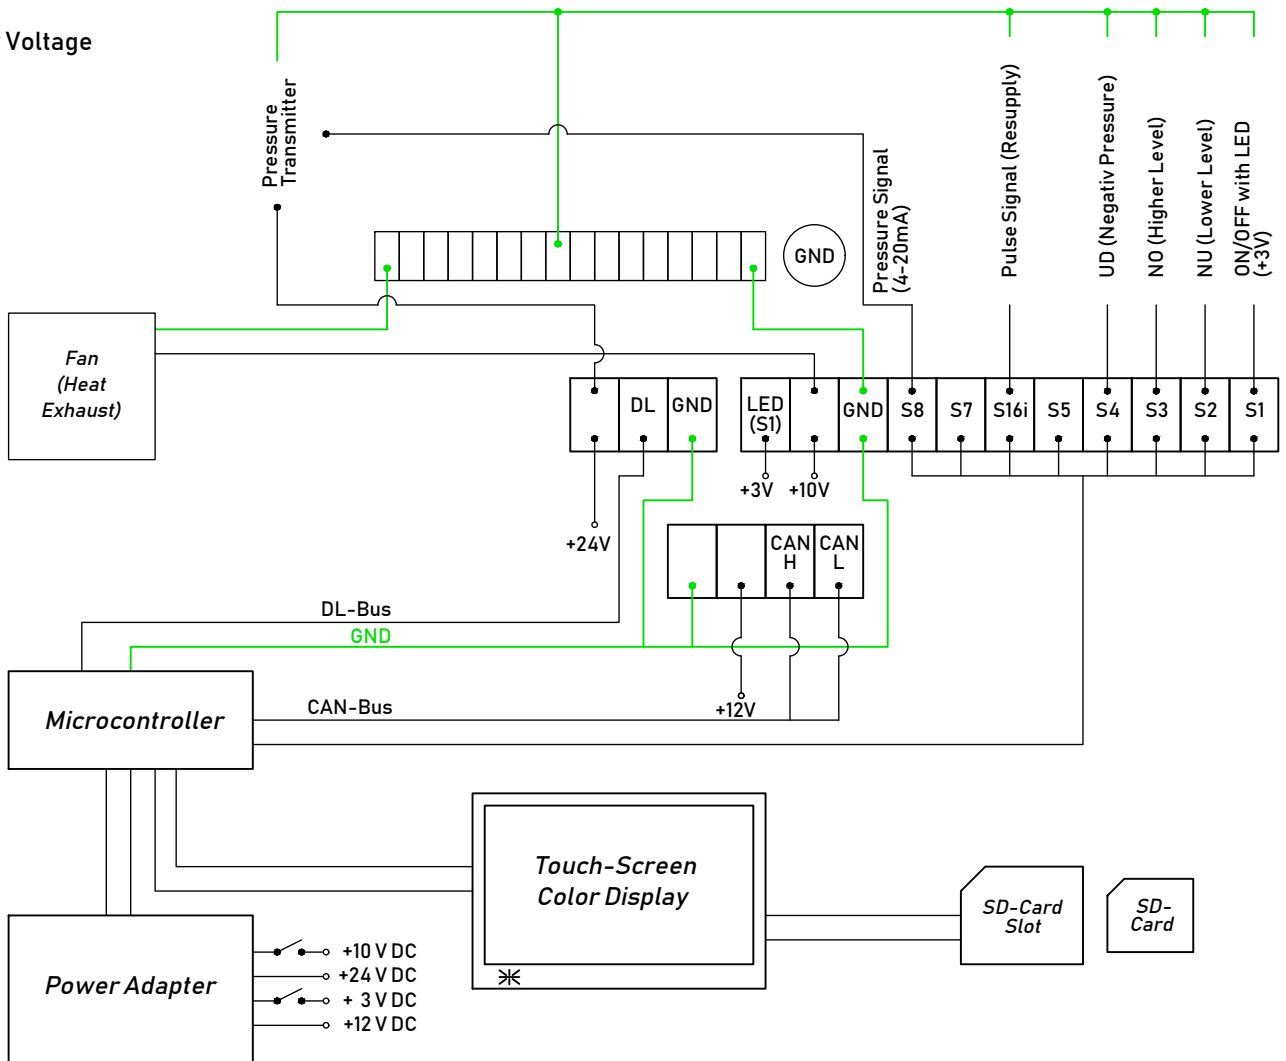 Voltage
Pressure
Transmitter
Pressure Signal
(4-20mA)
Pulse Signal (Resupply)
UD (Negativ Pressure)
NO (Higher Level)
NU (Lower Level)
ON/OFF with LED
(+3V)
GND
Fan
(Heat
Exhaust)
DL
GND
LED
(S1)
GND
S8
S7
S16i
S5
S4
S3
S2
S1
+3V
+10V
+24V
CAN
H
CAN
L
DL-Bus
GND
+12V
CAN-Bus
Microcontroller
Touch-Screen
Color Display
SD-Card
Slot
SD-
Card
Power Adapter
+10 V DC
+24 V DC
+ 3 V DC
+12 V DC